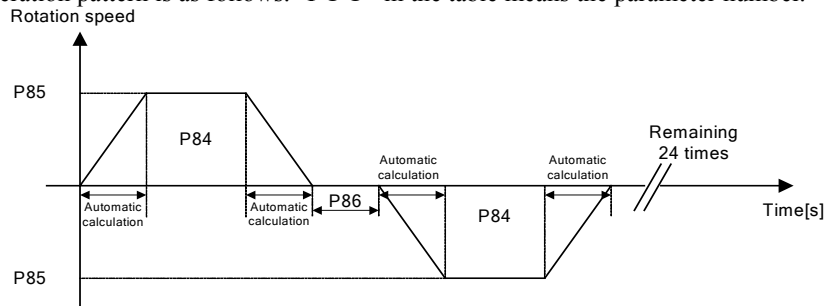 eration pattern is as follows. "P P P" in the table means the parameter number.
Rotation speed
P85
P84
Remaining
24 times
Automatic
calculation
Automatic
calculation
P86
Automatic
calculation
P84
Automatic
calculation
Time[s]
P85